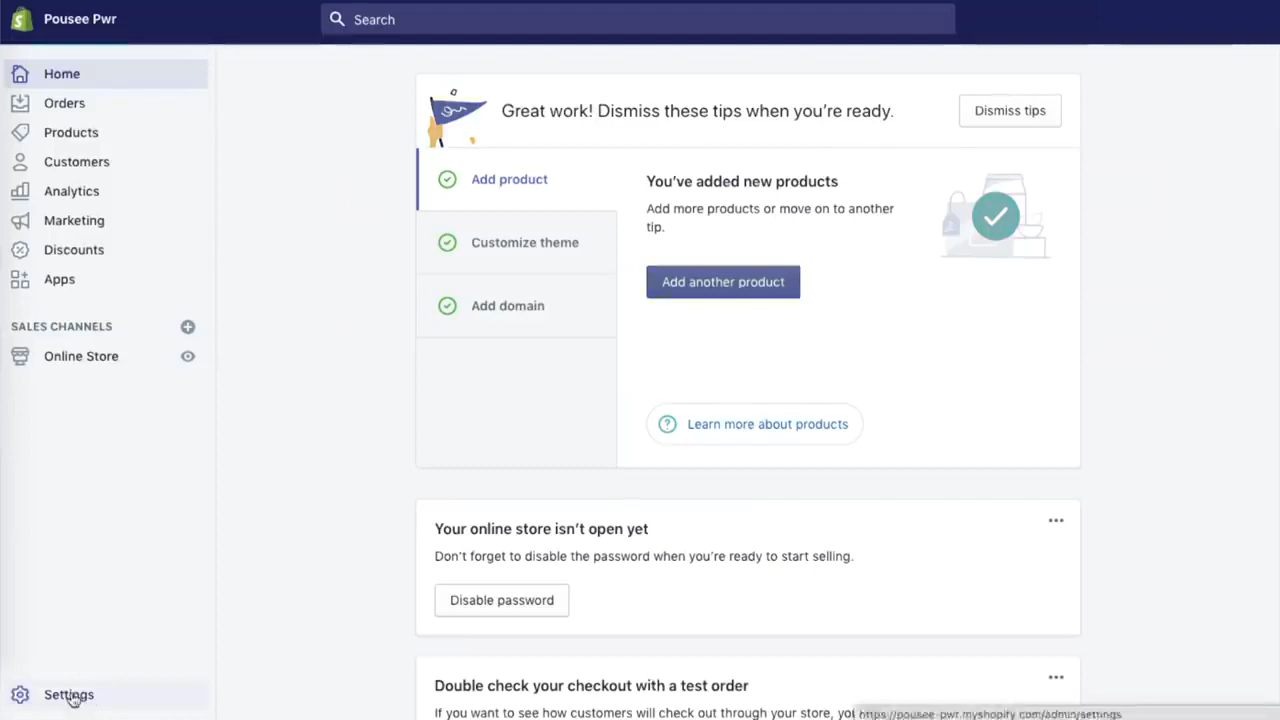 Pousee Pwr
Search
Home
Orders
Products
Customers
Analytics
Marketing
Discounts
Apps
SALES CHANNELS
Online Store
Settings
Great work! Dismiss these tips when you're ready.
Dismiss tips
Add product
Customize theme
Add domain
You've added new products
Add more products or move on to another
tip.
Add another product
Learn more about products
Your online store isn't open yet
Don't forget to disable the password when you're ready to start selling.
Disable password
Double check your checkout with a test order
If you want to see how customers will check out through your store, you
https://pousee-pwr.myshopify.com/admin/settings